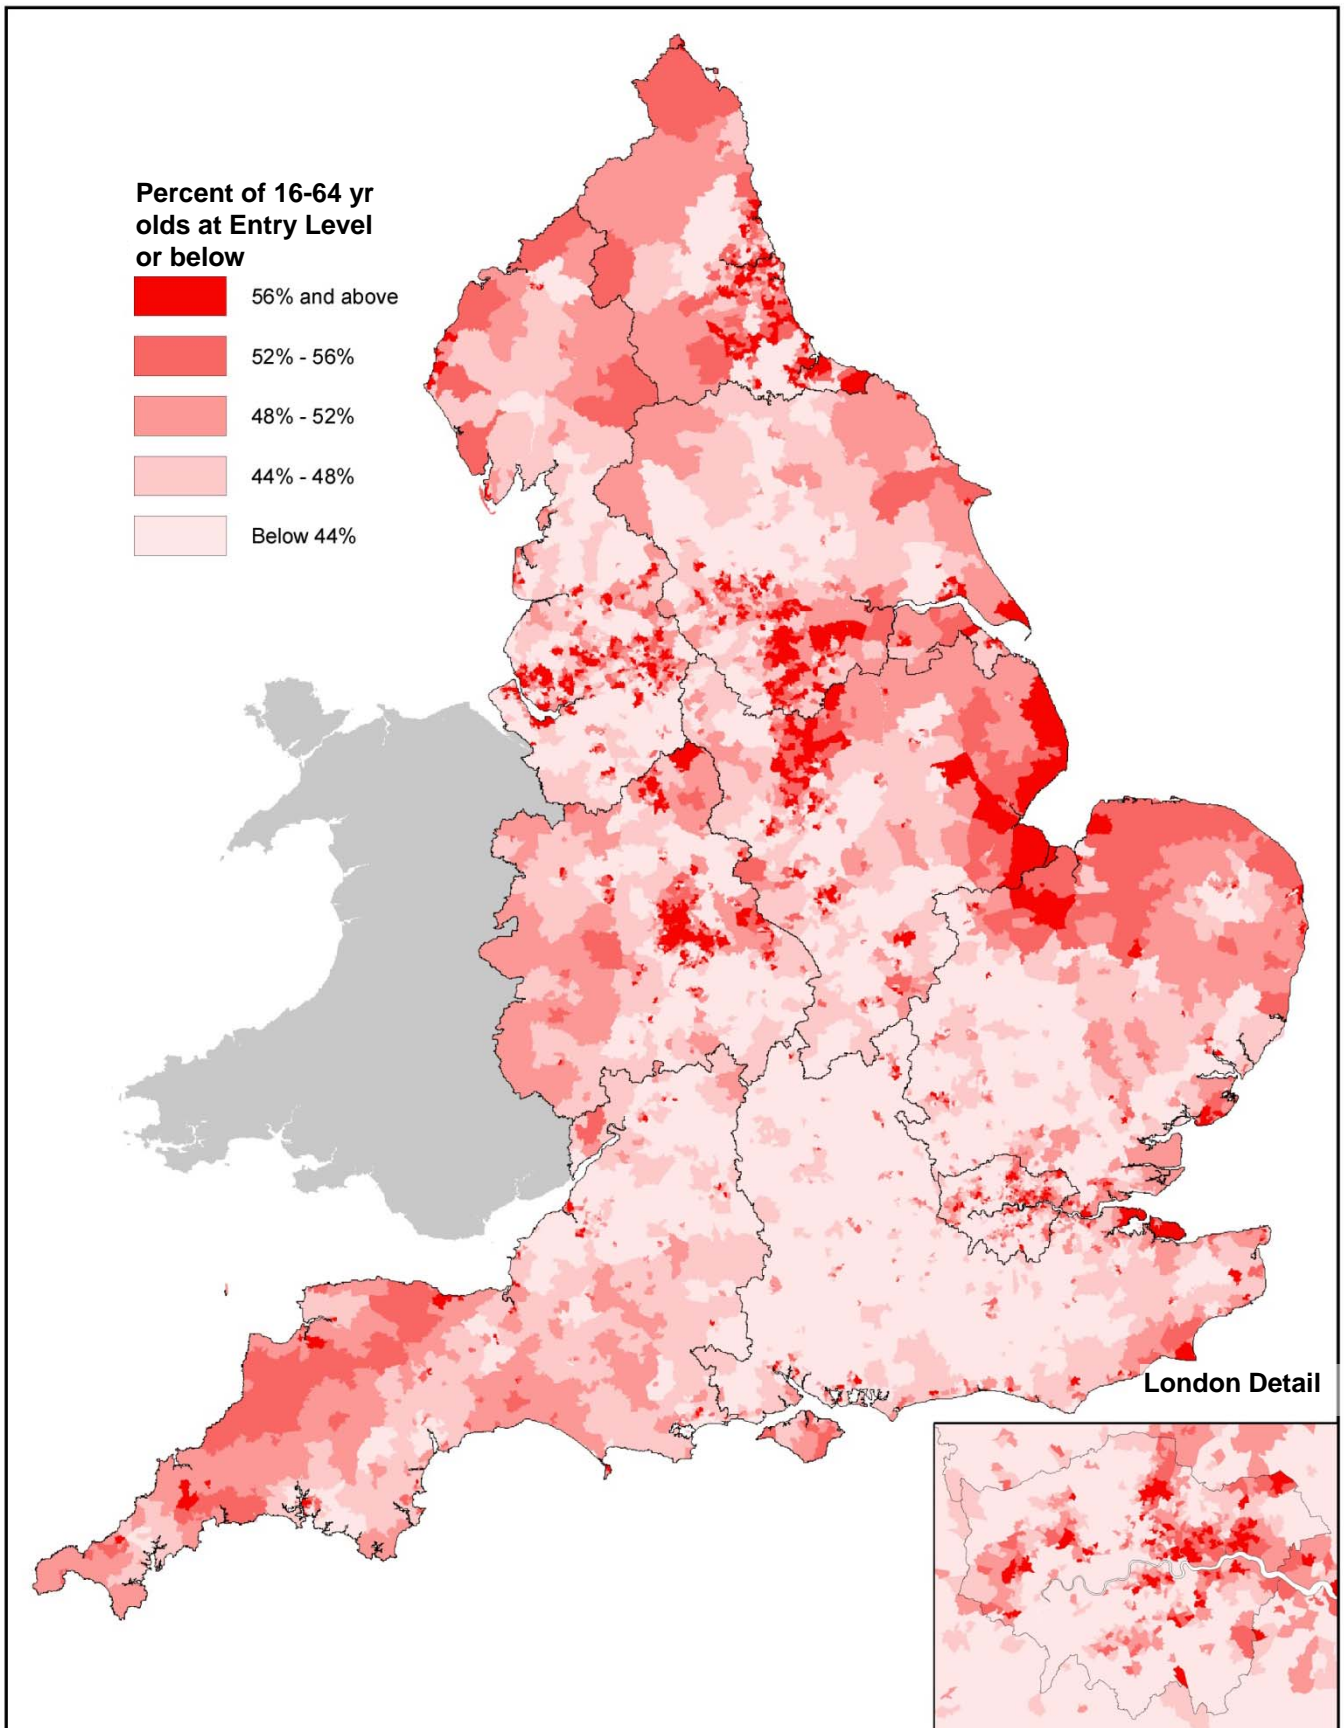 Percent of 16-64 yr
olds at Entry Level
or below
56% and above
52% - 56%
48% - 52%
44% - 48%
Below 44%
London Detail